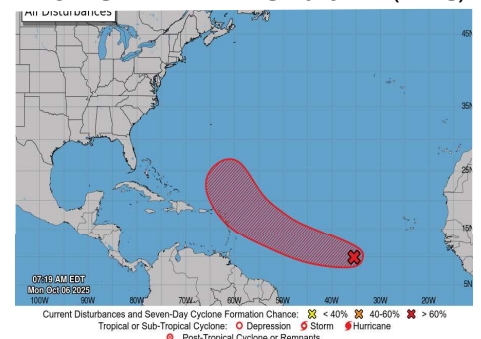 All Disturbances
45N
35N
25N
15N
5N
07:19 AM EDT
Mon Oct 06 2025
100W 90W 80W 70W 60W 50W 40W 30W 20W
Current Disturbances and Seven-Day Cyclone Formation Chance: < 40% 40-60% > 60%
Tropical or Sub-Tropical Cyclone: Depression Storm Hurricane
Post-Tropical Cyclone or Remnants